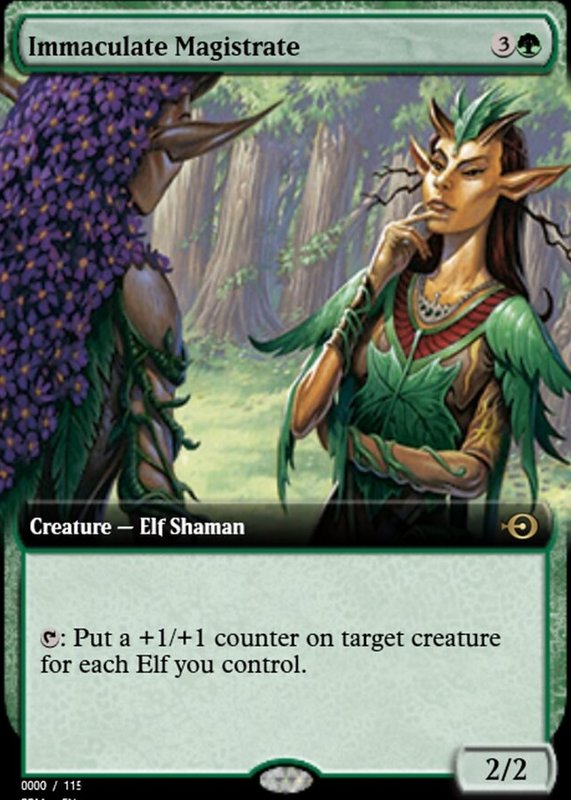 Immaculate Magistrate 3
Creature — Elf Shaman
: Put a +1/+1 counter on target creature
for each Elf you control.
2/2
0000 / 115